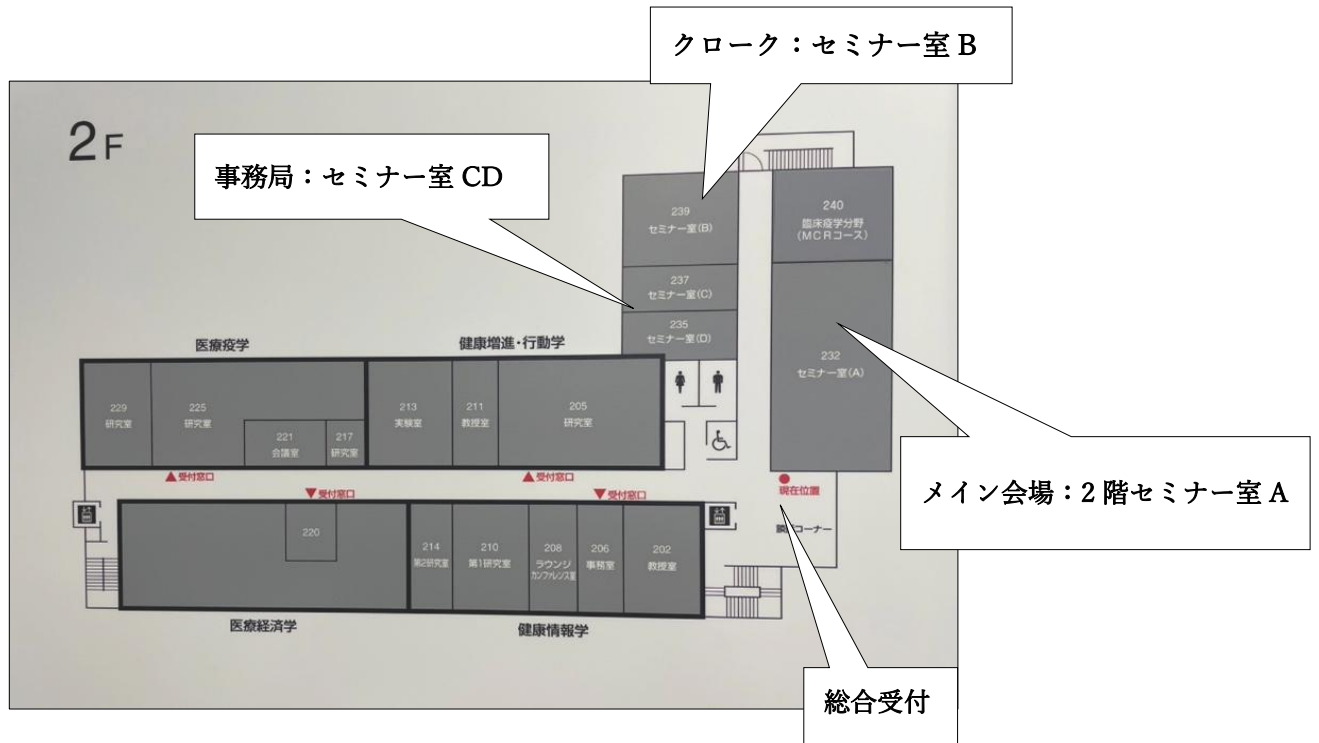 クローク：セミナー室 B
2F
事務局：セミナー室 CD
239
セミナー室(B)
240
臨床疫学分野
(MCRコース)
237
セミナー室(C)
235
セミナー室(D)
232
セミナー室(A)
医療疫学
健康増進・行動学
229
研究室
225
研究室
221
会議室
217
研究室
213
実験室
211
教授室
205
研究室
▲受付窓口
▲受付窓口
現在位置
メイン会場：2 階セミナー室 A
▼受付窓口
▼受付窓口
コーナー
220
214
第2研究室
210
第1研究室
208
ラウンジ
カンファレンス室
206
事務室
202
教授室
医療経済学
健康情報学
総合受付